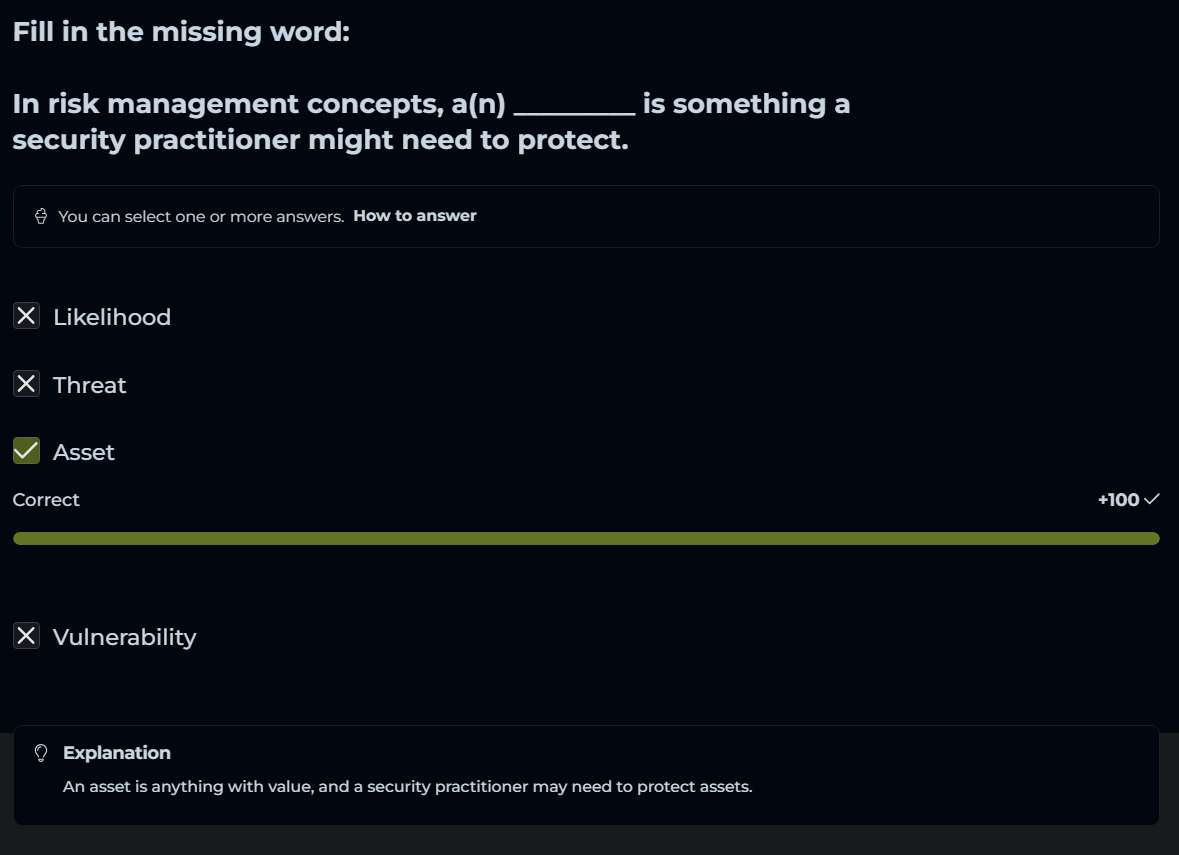 Fill in the missing word:
In risk management concepts, a(n) _________ is something a
security practitioner might need to protect.
You can select one or more answers. How to answer
Likelihood
Threat
Asset
Correct
+100
Vulnerability
Explanation
An asset is anything with value, and a security practitioner may need to protect assets.